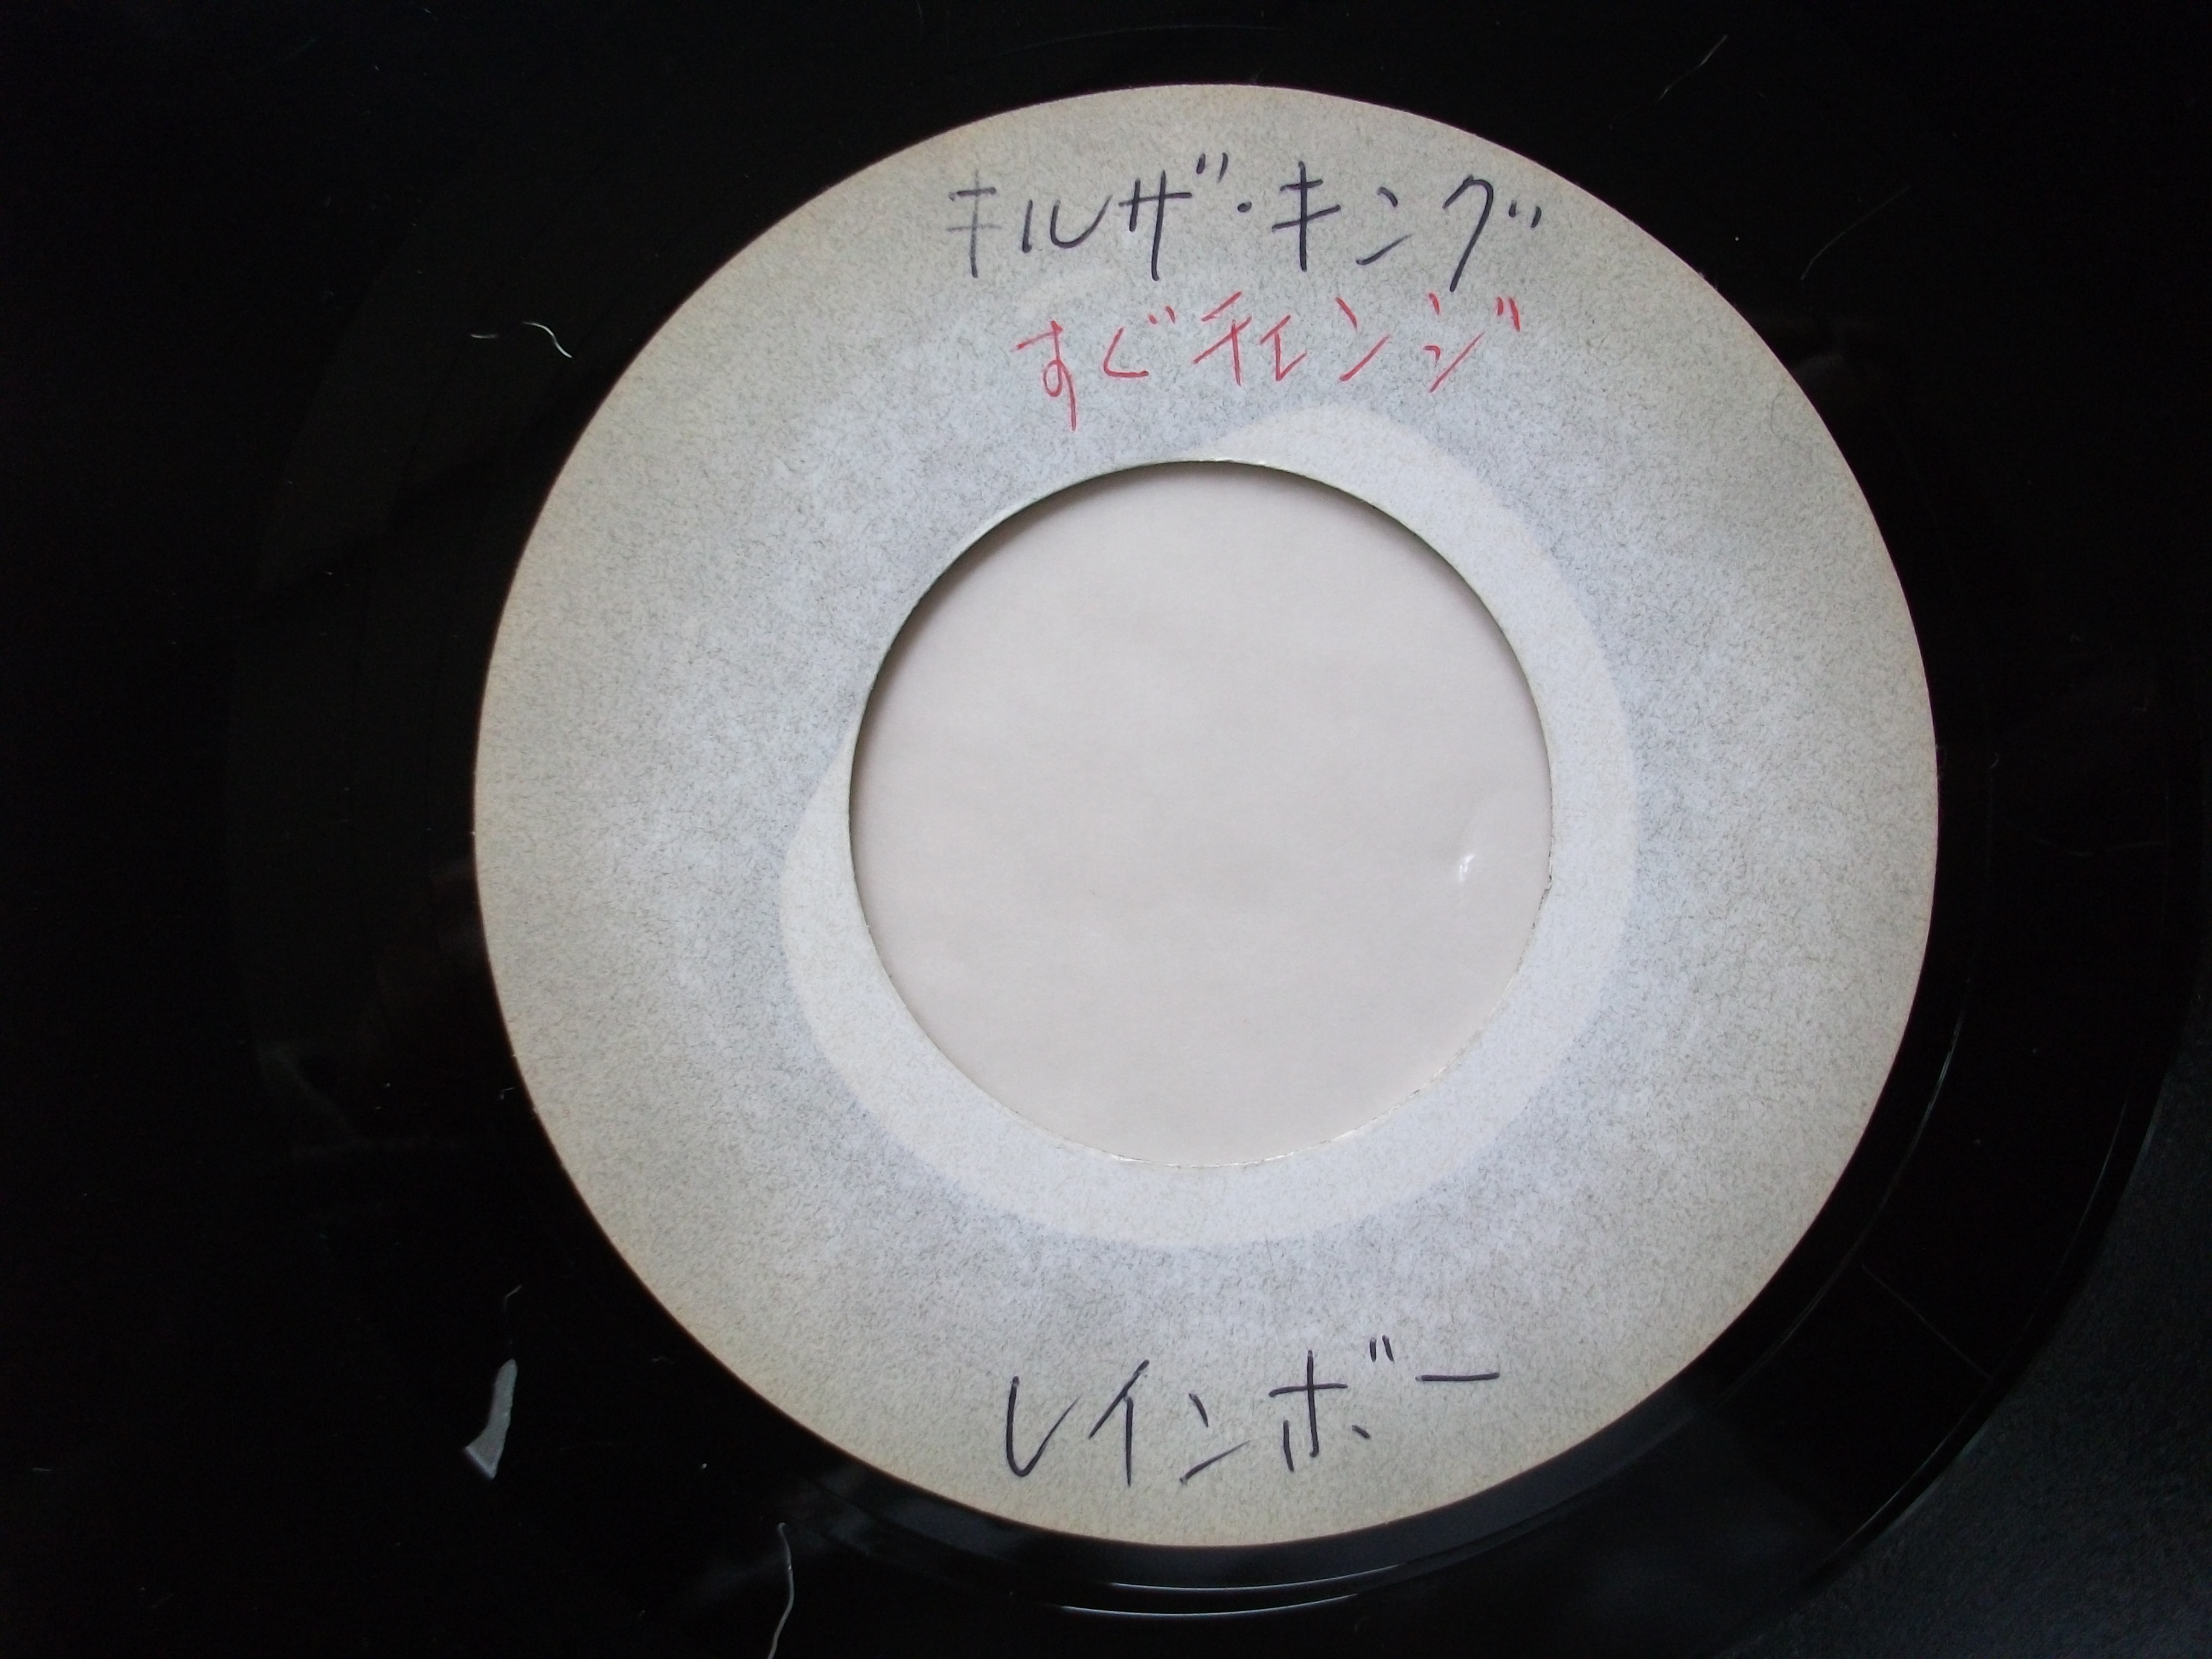 キルザ・キング
すぐチェンジ
レインボー